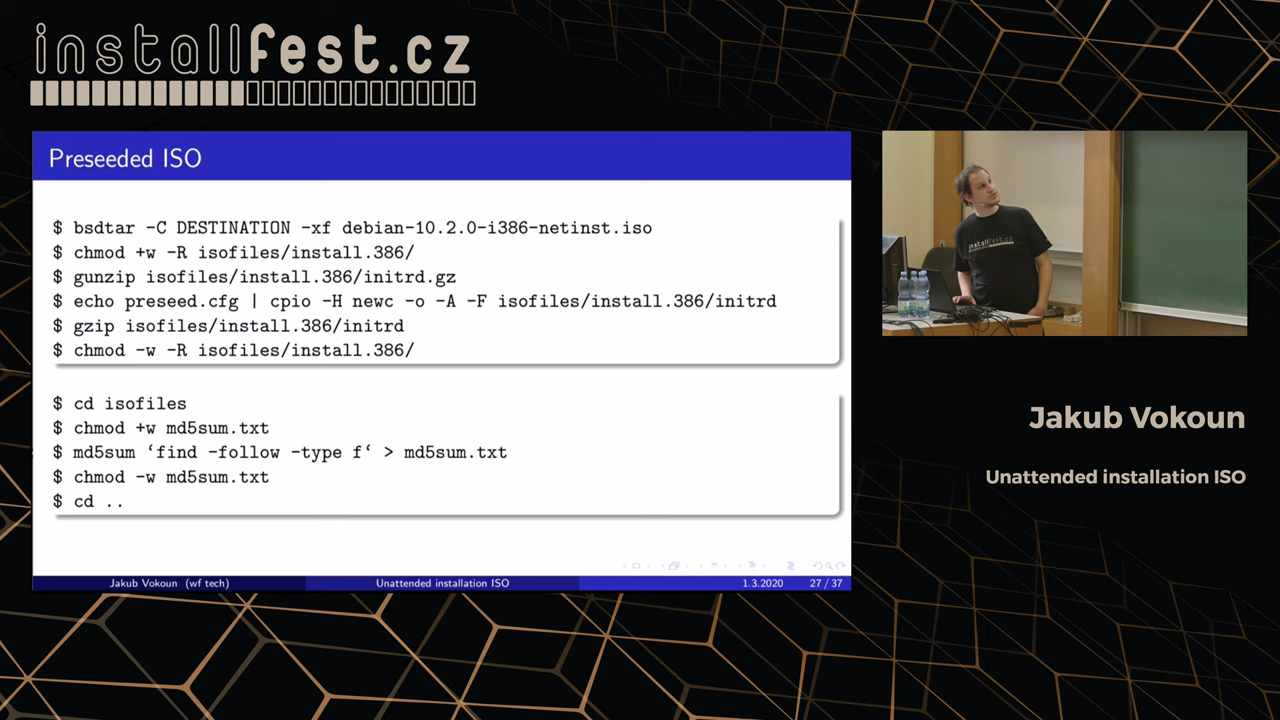 installfest.cz
Preseeded ISO
$ bsdtar -C DESTINATION -xf debian-10.2.0-i386-netinst.iso
$ chmod +w -R isofiles/install.386/
$ gunzip isofiles/install.386/initrd.gz
$ echo preseed.cfg | cpio -H newc -o -A -F isofiles/install.386/initrd
$ gzip isofiles/install.386/initrd
$ chmod -w -R isofiles/install.386/
$ cd isofiles
$ chmod +w md5sum.txt
$ md5sum ‘find -follow -type f‘ > md5sum.txt
$ chmod -w md5sum.txt
$ cd ..
Jakub Vokoun (wf tech)
Unattended installation ISO
1.3.2020
27 / 37
installfest.cz
Jakub Vokoun
Unattended installation ISO